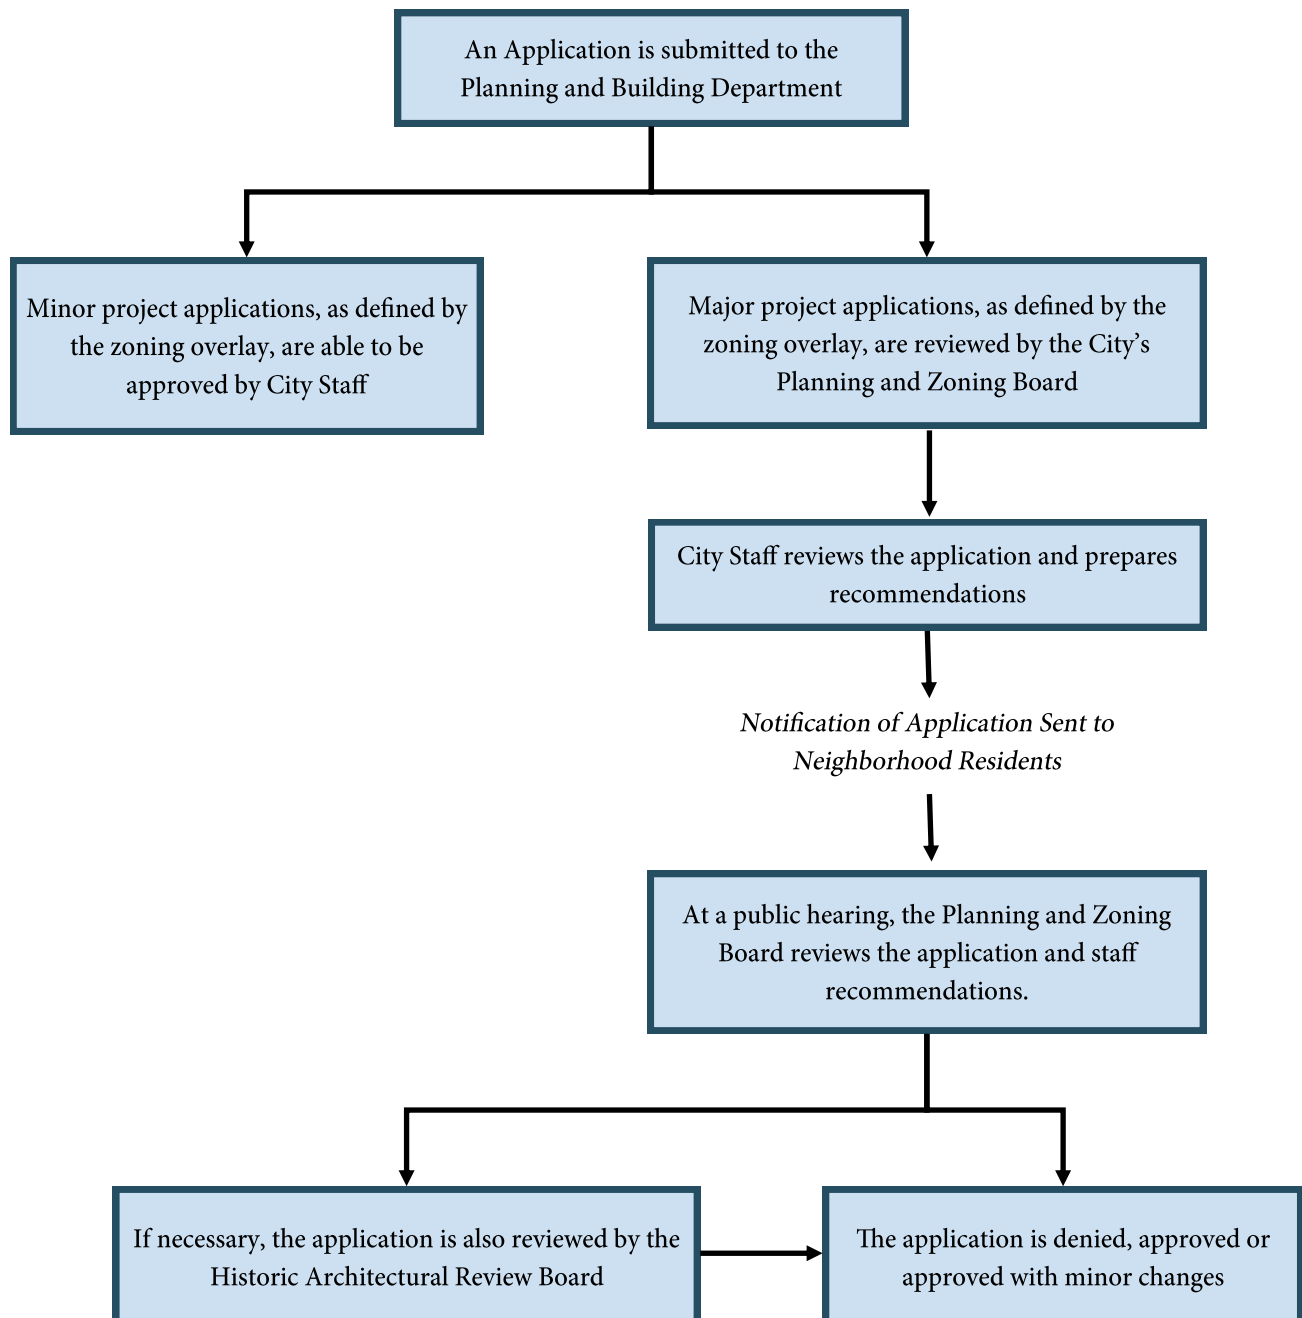 An Application is submitted to the
Planning and Building Department
Minor project applications, as defined by
the zoning overlay, are able to be
approved by City Staff
Major project applications, as defined by the
zoning overlay, are reviewed by the City’s
Planning and Zoning Board
City Staff reviews the application and prepares
recommendations
Notification of Application Sent to
Neighborhood Residents
At a public hearing, the Planning and Zoning
Board reviews the application and staff
recommendations.
If necessary, the application is also reviewed by the
Historic Architectural Review Board
The application is denied, approved or
approved with minor changes